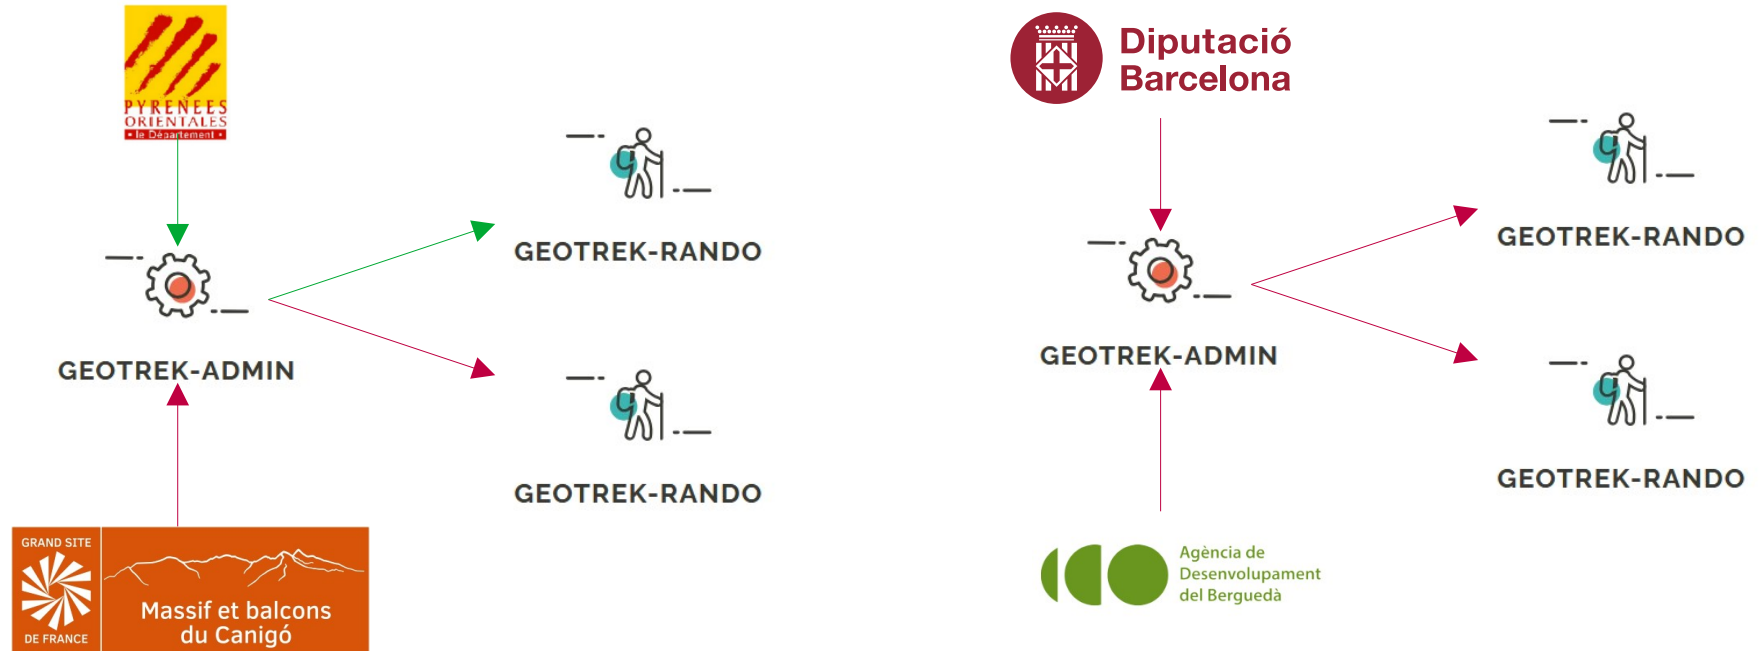 PYRENEES
ORIENTALES
• le Département •
GEOTREK-RANDO
GEOTREK-ADMIN
GEOTREK-RANDO
GRAND SITE
DE FRANCE
Massif et balcons
du Canigó
Diputació
Barcelona
GEOTREK-RANDO
GEOTREK-ADMIN
GEOTREK-RANDO
Agència de
Desenvolupament
del Berguedà